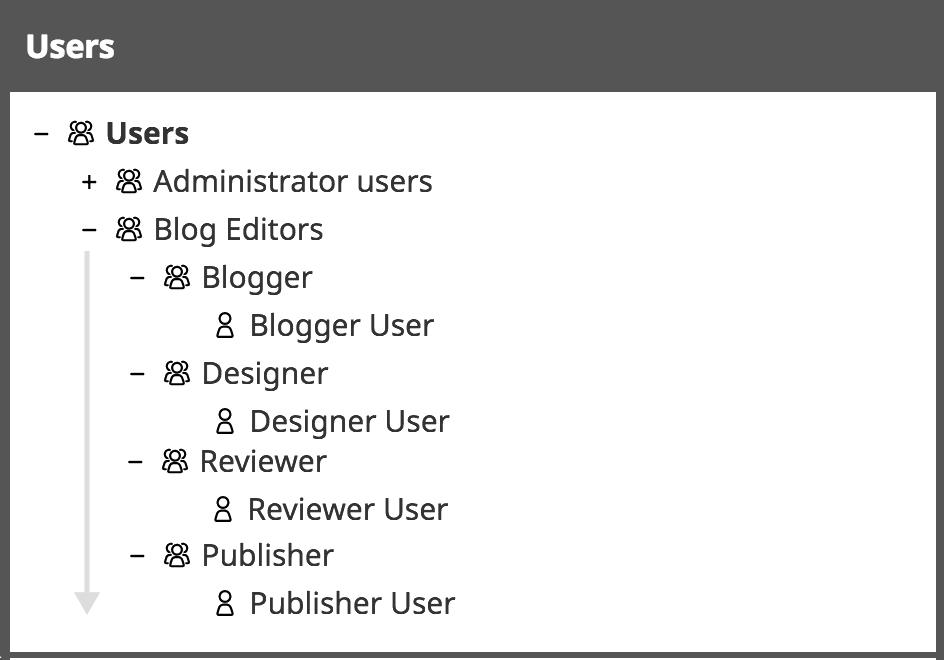 Users
− Users
+ Administrator users
− Blog Editors
− Blogger
Blogger User
− Designer
Designer User
− Reviewer
Reviewer User
− Publisher
Publisher User